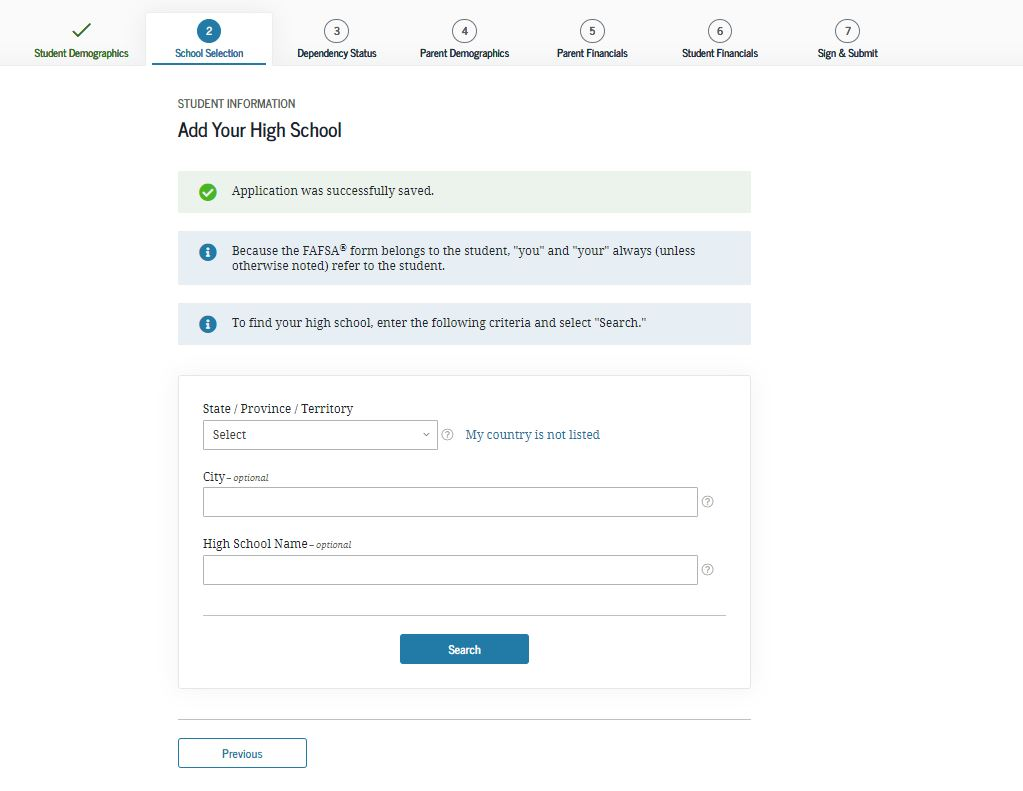 2
3
4
5
6
7
Student Demographics
School Selection
Dependency Status
Parent Demographics
Parent Financials
Student Financials
Sign & Submit
STUDENT INFORMATION
Add Your High School
Application was successfully saved.
Because the FAFSA® form belongs to the student, "you" and "your" always (unless
otherwise noted) refer to the student.
To find your high school, enter the following criteria and select "Search."
State / Province / Territory
Select
My country is not listed
City– optional
High School Name– optional
Search
Previous